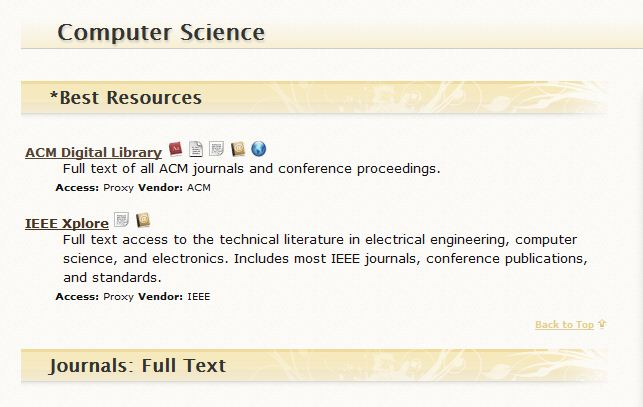 Computer Science
*Best Resources
ACM Digital Library
Full text of all ACM journals and conference proceedings.
Access: Proxy Vendor: ACM
IEEE Xplore
Full text access to the technical literature in electrical engineering, computer
science, and electronics. Includes most IEEE journals, conference publications,
and standards.
Access: Proxy Vendor: IEEE
Back to Top
Journals: Full Text